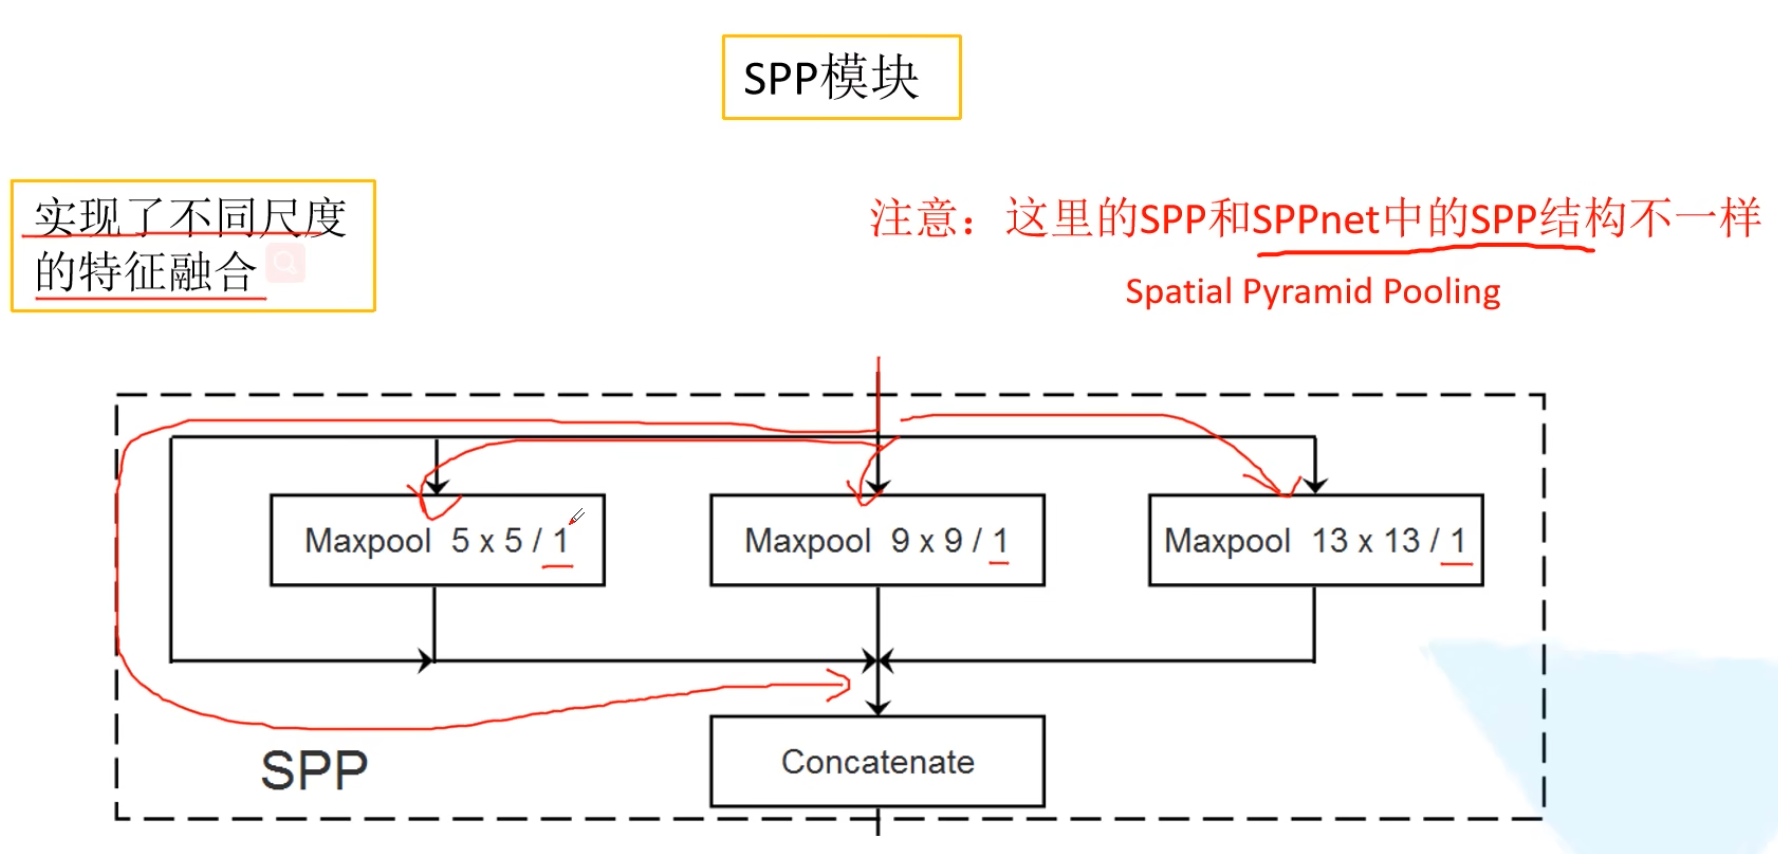 SPP模块
实现了不同尺度
的特征融合
注意：这里的SPP和SPPnet中的SPP结构不一样
Spatial Pyramid Pooling
Maxpool 5 x 5 / 1
Maxpool 9 x 9 / 1
Maxpool 13 x 13 / 1
Concatenate
SPP